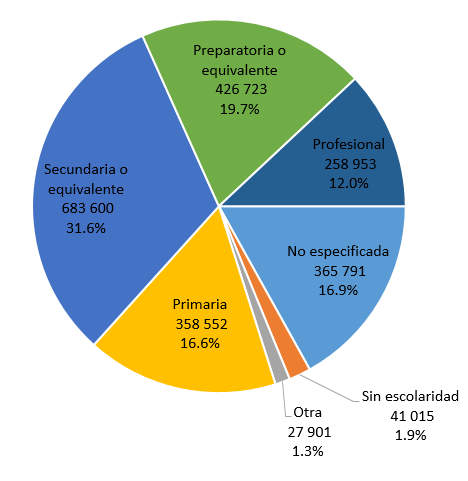 Preparatoria o
equivalente
426 723
19.7%
Profesional
258 953
12.0%
Secundaria o
equivalente
683 600
31.6%
No especificada
365 791
16.9%
Primaria
358 552
16.6%
Sin escolaridad
41 015
1.9%
Otra
27 901
1.3%